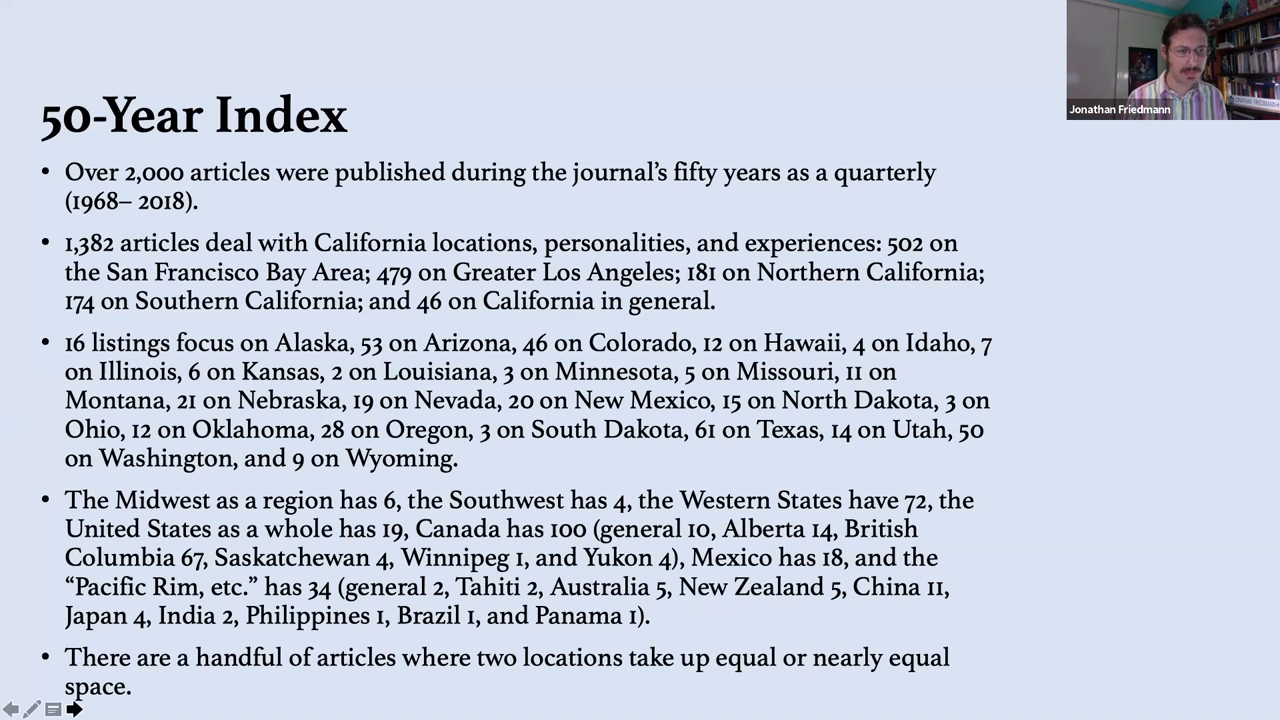 50-Year Index
• Over 2,000 articles were published during the journal's fifty years as a quarterly
(1968– 2018).
• 1,382 articles deal with California locations, personalities, and experiences: 502 on
the San Francisco Bay Area; 479 on Greater Los Angeles; 181 on Northern California;
174 on Southern California; and 46 on California in general.
• 16 listings focus on Alaska, 53 on Arizona, 46 on Colorado, 12 on Hawaii, 4 on Idaho, 7
on Illinois, 6 on Kansas, 2 on Louisiana, 3 on Minnesota, 5 on Missouri, 11 on
Montana, 21 on Nebraska, 19 on Nevada, 20 on New Mexico, 15 on North Dakota, 3 on
Ohio, 12 on Oklahoma, 28 on Oregon, 3 on South Dakota, 61 on Texas, 14 on Utah, 50
on Washington, and 9 on Wyoming.
• The Midwest as a region has 6, the Southwest has 4, the Western States have 72, the
United States as a whole has 19, Canada has 100 (general 10, Alberta 14, British
Columbia 67, Saskatchewan 4, Winnipeg 1, and Yukon 4), Mexico has 18, and the
“Pacific Rim, etc.” has 34 (general 2, Tahiti 2, Australia 5, New Zealand 5, China 11,
Japan 4, India 2, Philippines 1, Brazil 1, and Panama 1).
• There are a handful of articles where two locations take up equal or nearly equal
space.
Jonathan Friedmann